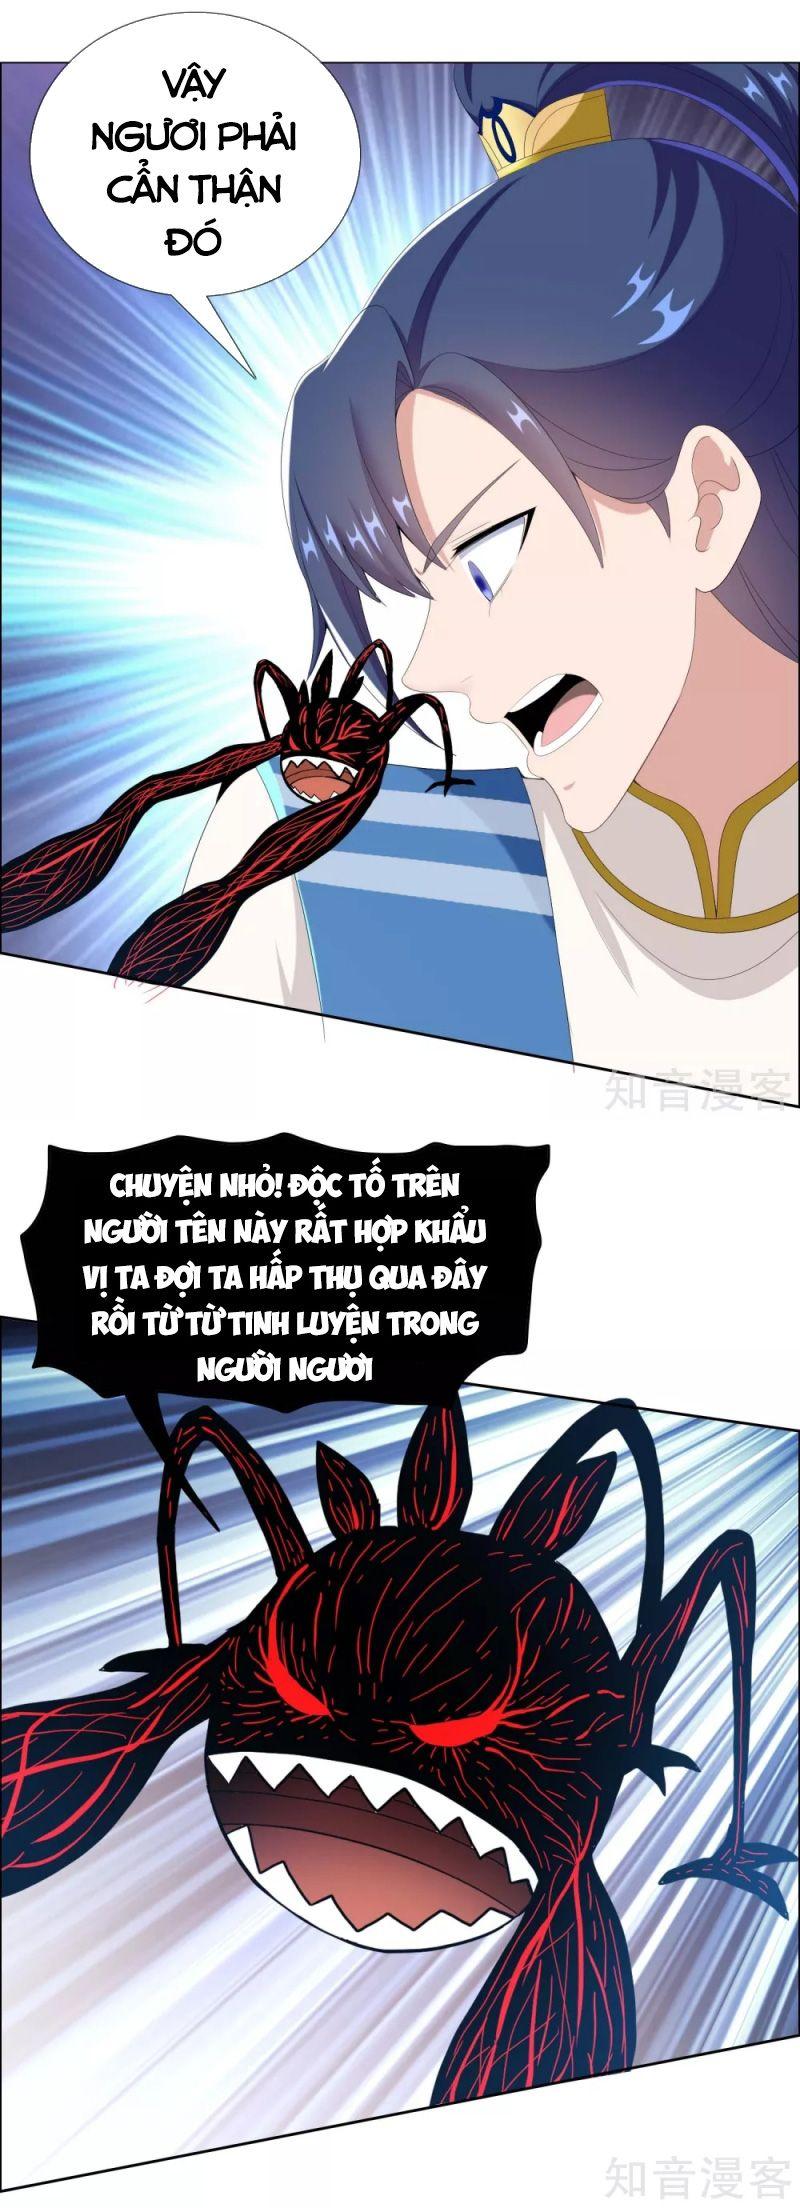 VẬY
NGƯƠI PHẢI
CẨN THẬN
ĐÓ
知音漫客
CHUYỆN NHỎ! ĐỘC TỐ TRÊN
NGƯỜI TÊN NÀY RẤT HỢP KHẨU
VỊ TA ĐỢI TA HẤP THỤ QUA ĐÂY
RỒI TỪ TỪ TINH LUYỆN TRONG
NGƯỜI NGƯƠI
知音漫客